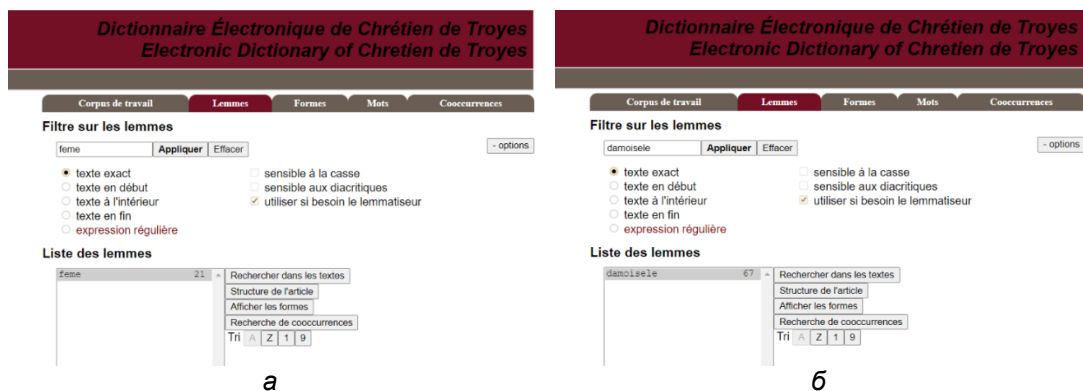 Dictionnaire Électronique de Chrétien de Troyes
Electronic Dictionary of Chretien de Troyes
Corpus de travail Lemmes Formes Mots Cooccurrences
Filtre sur les lemmes
feme Appliquer Effacer - options
texte exact sensible à la casse
texte en début sensible aux diacritiques
texte à l'intérieur utiliser si besoin le lemmatiseur
texte en fin
expression régulière
Liste des lemmes
feme 21 Rechercher dans les textes
Structure de l'article
Afficher les formes
Recherche de cooccurrences
Tri A Z 1 9
а
Dictionnaire Électronique de Chrétien de Troyes
Electronic Dictionary of Chretien de Troyes
Corpus de travail Lemmes Formes Mots Cooccurrences
Filtre sur les lemmes
damoisele Appliquer Effacer - options
texte exact sensible à la casse
texte en début sensible aux diacritiques
texte à l'intérieur utiliser si besoin le lemmatiseur
texte en fin
expression régulière
Liste des lemmes
damoisele 67 Rechercher dans les textes
Structure de l'article
Afficher les formes
Recherche de cooccurrences
Tri A Z 1 9
б